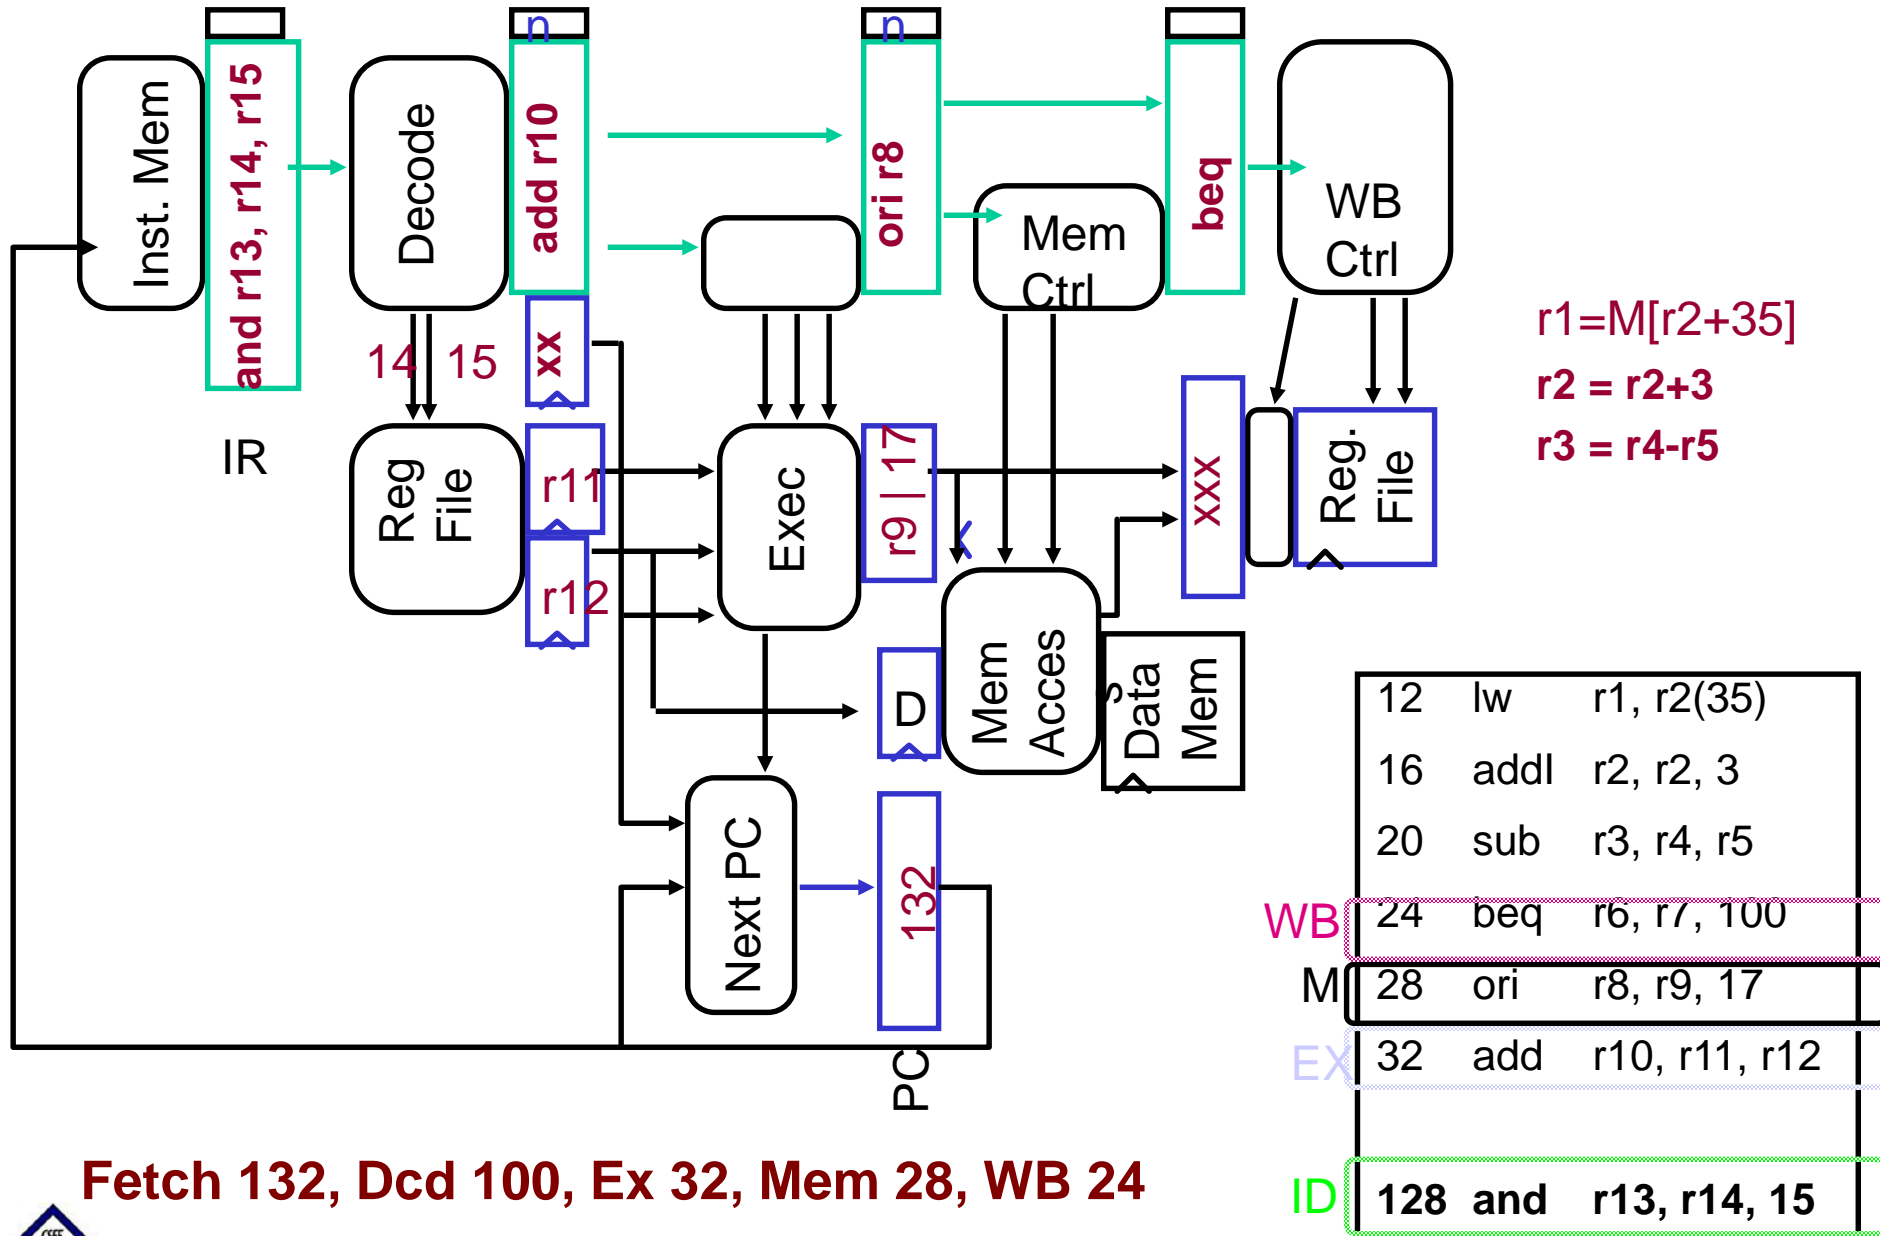 n
n
Inst. Mem
and r13, r14, r15
Decode
add r10
ori r8
Mem
Ctrl
beq
WB
Ctrl
r1=M[r2+35]
r2 = r2+3
r3 = r4-r5
14
15
xx
IR
Reg
File
r11
r12
Exec
r9 | 17
xxx
Reg.
File
D
Mem
Acces
s
Data
Mem
Next PC
132
PC
12 lw r1, r2(35)
16 addI r2, r2, 3
20 sub r3, r4, r5
WB 24 beq r6, r7, 100
M 28 ori r8, r9, 17
EX 32 add r10, r11, r12
ID 128 and r13, r14, 15
Fetch 132, Dcd 100, Ex 32, Mem 28, WB 24